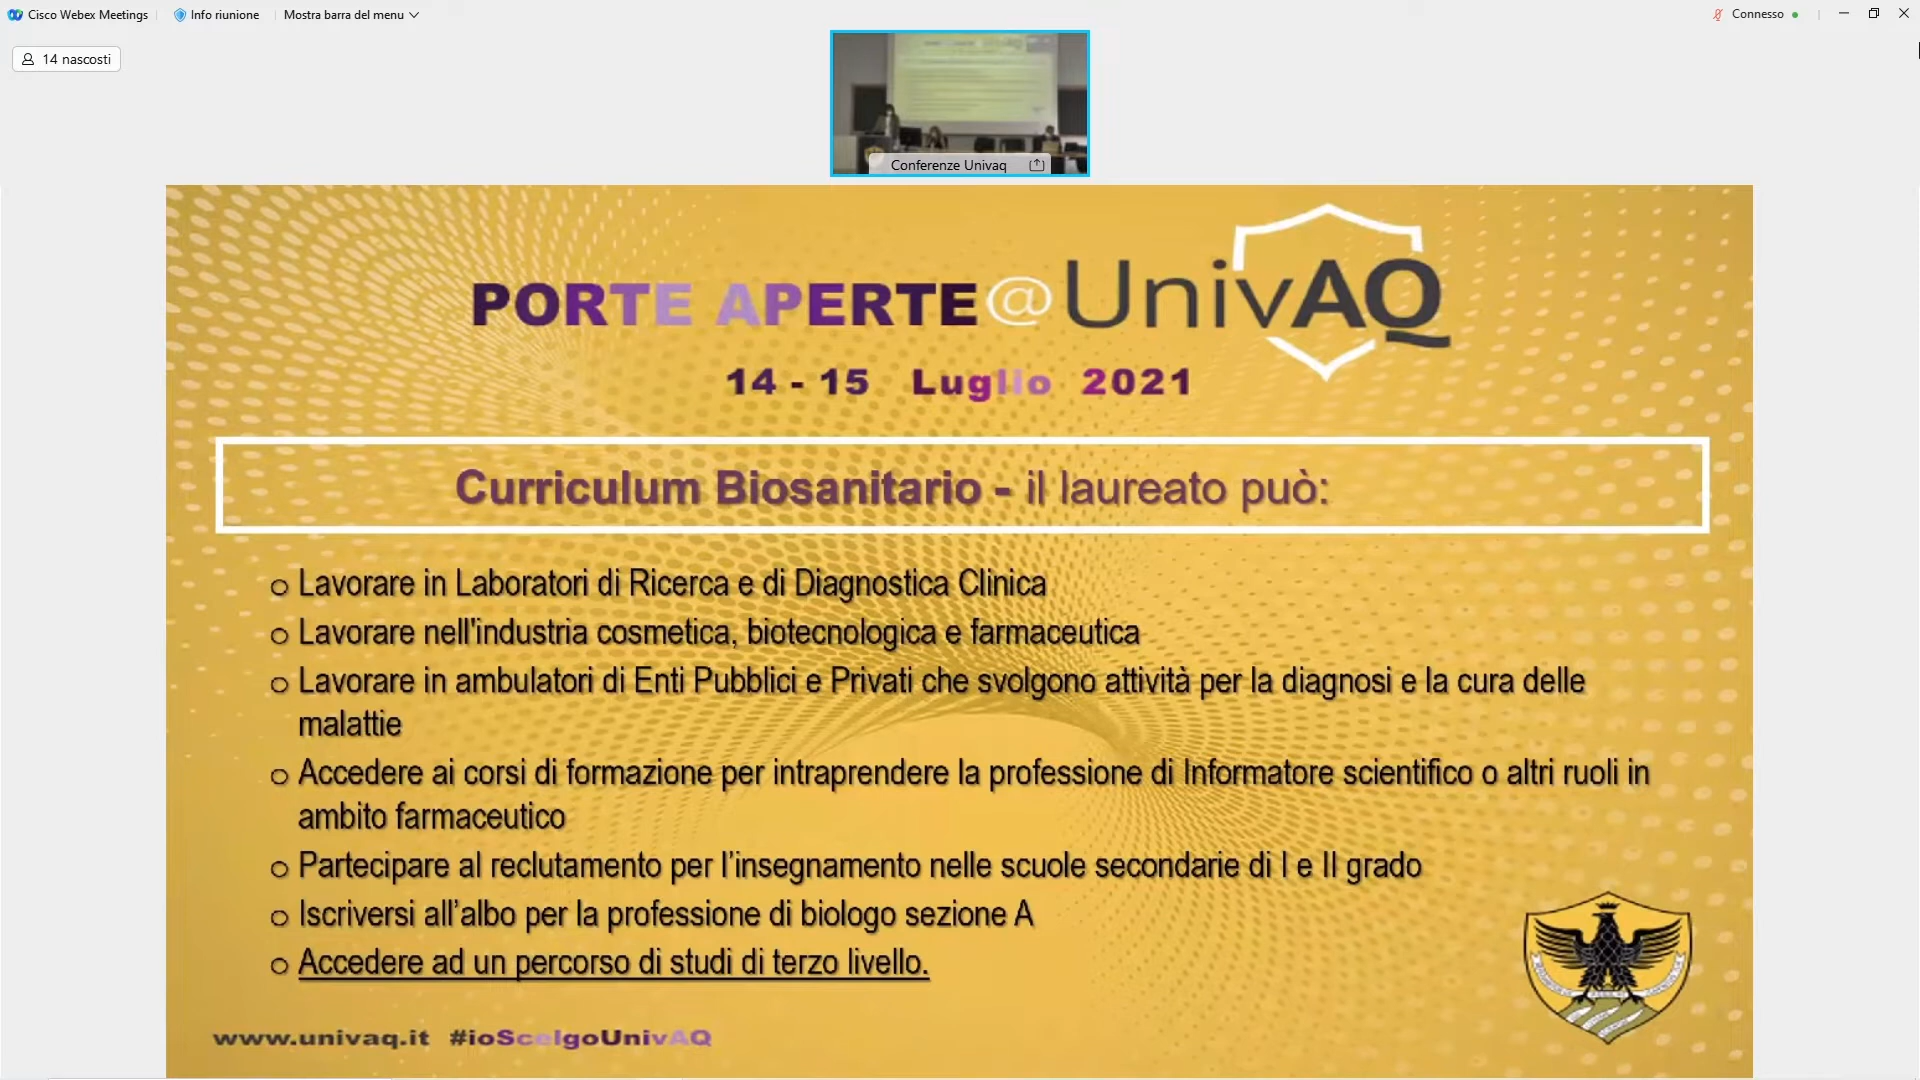 Cisco Webex Meetings
Info riunione
Mostra barra del menu
Connesso
14 nascosti
Conferenze Univaq
PORTE APERTE@UnivAQ
14 - 15 Luglio 2021
Curriculum Biosanitario - il laureato può:
o Lavorare in Laboratori di Ricerca e di Diagnostica Clinica
o Lavorare nell'industria cosmetica, biotecnologica e farmaceutica
o Lavorare in ambulatori di Enti Pubblici e Privati che svolgono attività per la diagnosi e la cura delle
malattie
o Accedere ai corsi di formazione per intraprendere la professione di Informatore scientifico o altri ruoli in
ambito farmaceutico
o Partecipare al reclutamento per l’insegnamento nelle scuole secondarie di I e II grado
o Iscriversi all’albo per la professione di biologo sezione A
o Accedere ad un percorso di studi di terzo livello.
www.univaq.it #ioScelgoUnivAQ